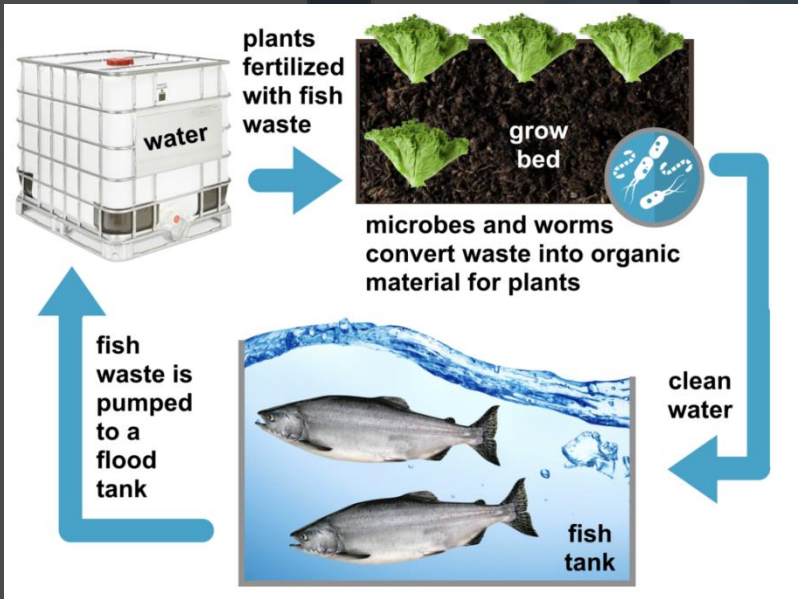 plants
fertilized
with fish
waste
water
grow
bed
microbes and worms
convert waste into organic
material for plants
fish
waste is
pumped
to a
flood
tank
clean
water
fish
tank